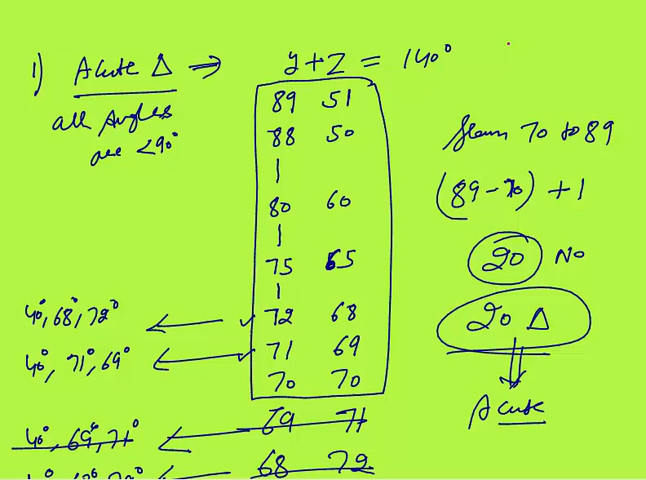 1) Acute Δ ⇒ y+z = 140°
all Angles
are <90°
89 51
88 50
|
80 60
|
75 65
|
72 68
71 69
70 70
69 71
68 72
from 70 to 89
(89-70) + 1
20 No
20 Δ
Acute
40°, 68°, 72°
40°, 71°, 69°
40°, 69°, 71°